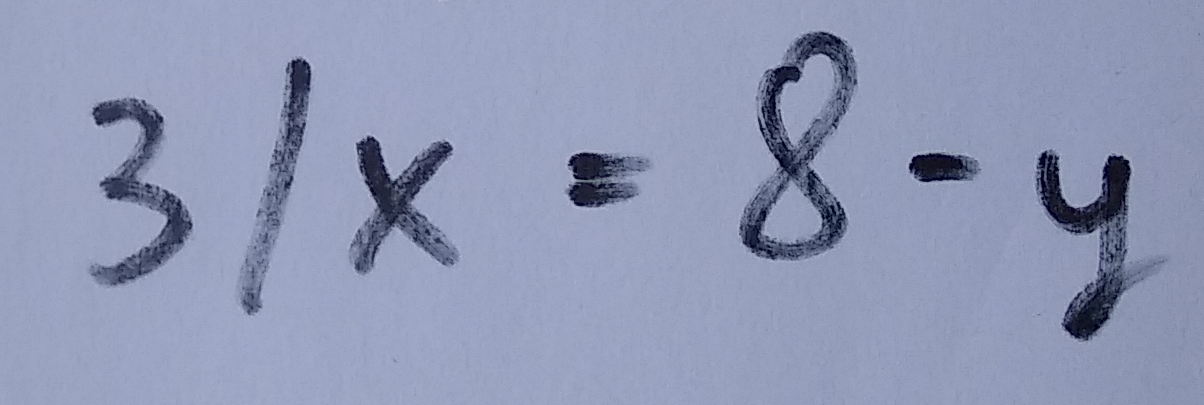 3/x = 8 - y